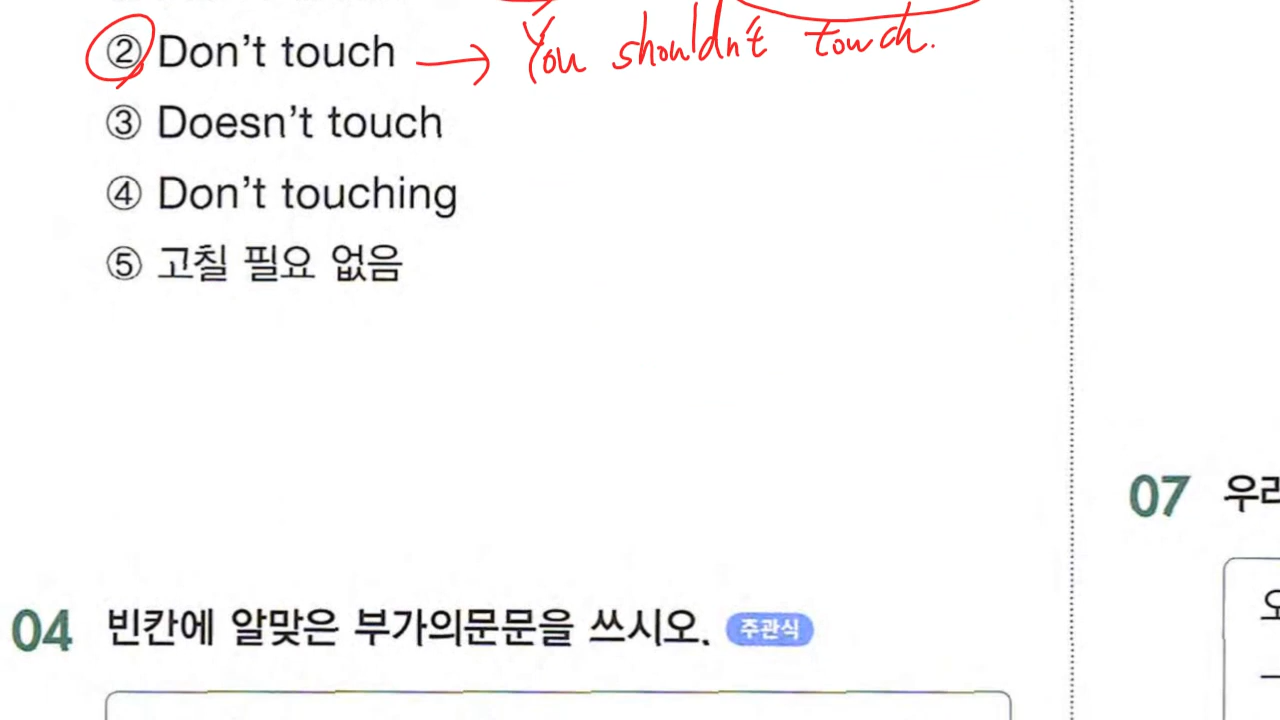 ② Don't touch → You shouldn't touch.
③ Doesn't touch
④ Don't touching
⑤ 고칠 필요 없음
04 빈칸에 알맞은 부가의문문을 쓰시오. 주관식
07